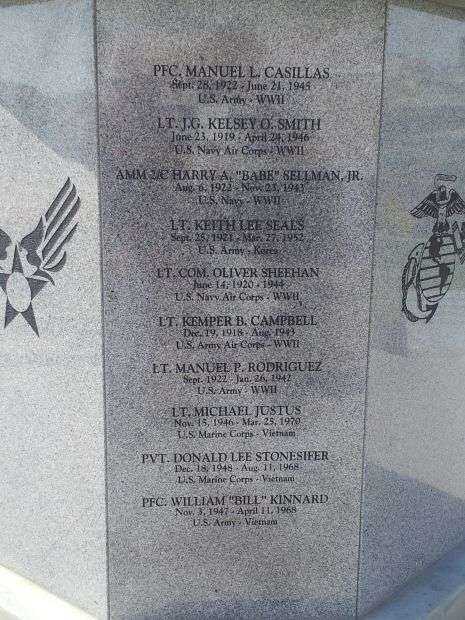 PFC. MANUEL L. CASILLAS
Sept. 28, 1922 - June 21, 1945
U.S. Army - WWII
LT. J.G. KELSEY O. SMITH
June 23, 1919 - April 24, 1946
U.S. Navy Air Corps - WWII
AMM 2/C HARRY A. "BABE" SELLMAN, JR.
Aug. 6, 1922 - Nov. 23, 1943
U.S. Navy - WWII
LT. KEITH LEE SEALS
Sept. 25, 1921 - Mar. 27, 1952
U.S. Army - Korea
LT. COM. OLIVER SHEEHAN
June 14, 1920 - 1944
U.S. Navy Air Corps - WWII
LT. KEMPER B. CAMPBELL
Dec. 19, 1918 - Aug. 1943
U.S. Army Air Corps - WWII
LT. MANUEL P. RODRIGUEZ
Sept. 1922 - Jan. 26, 1942
U.S. Army - WWII
LT. MICHAEL JUSTUS
Nov. 15, 1946 - Mar. 23, 1970
U.S. Marine Corps - Vietnam
PVT. DONALD LEE STONESIFER
Dec. 18, 1948 - Aug. 11, 1968
U.S. Marine Corps - Vietnam
PFC. WILLIAM "BILL" KINNARD
Nov. 3, 1947 - April 11, 1968
U.S. Army - Vietnam